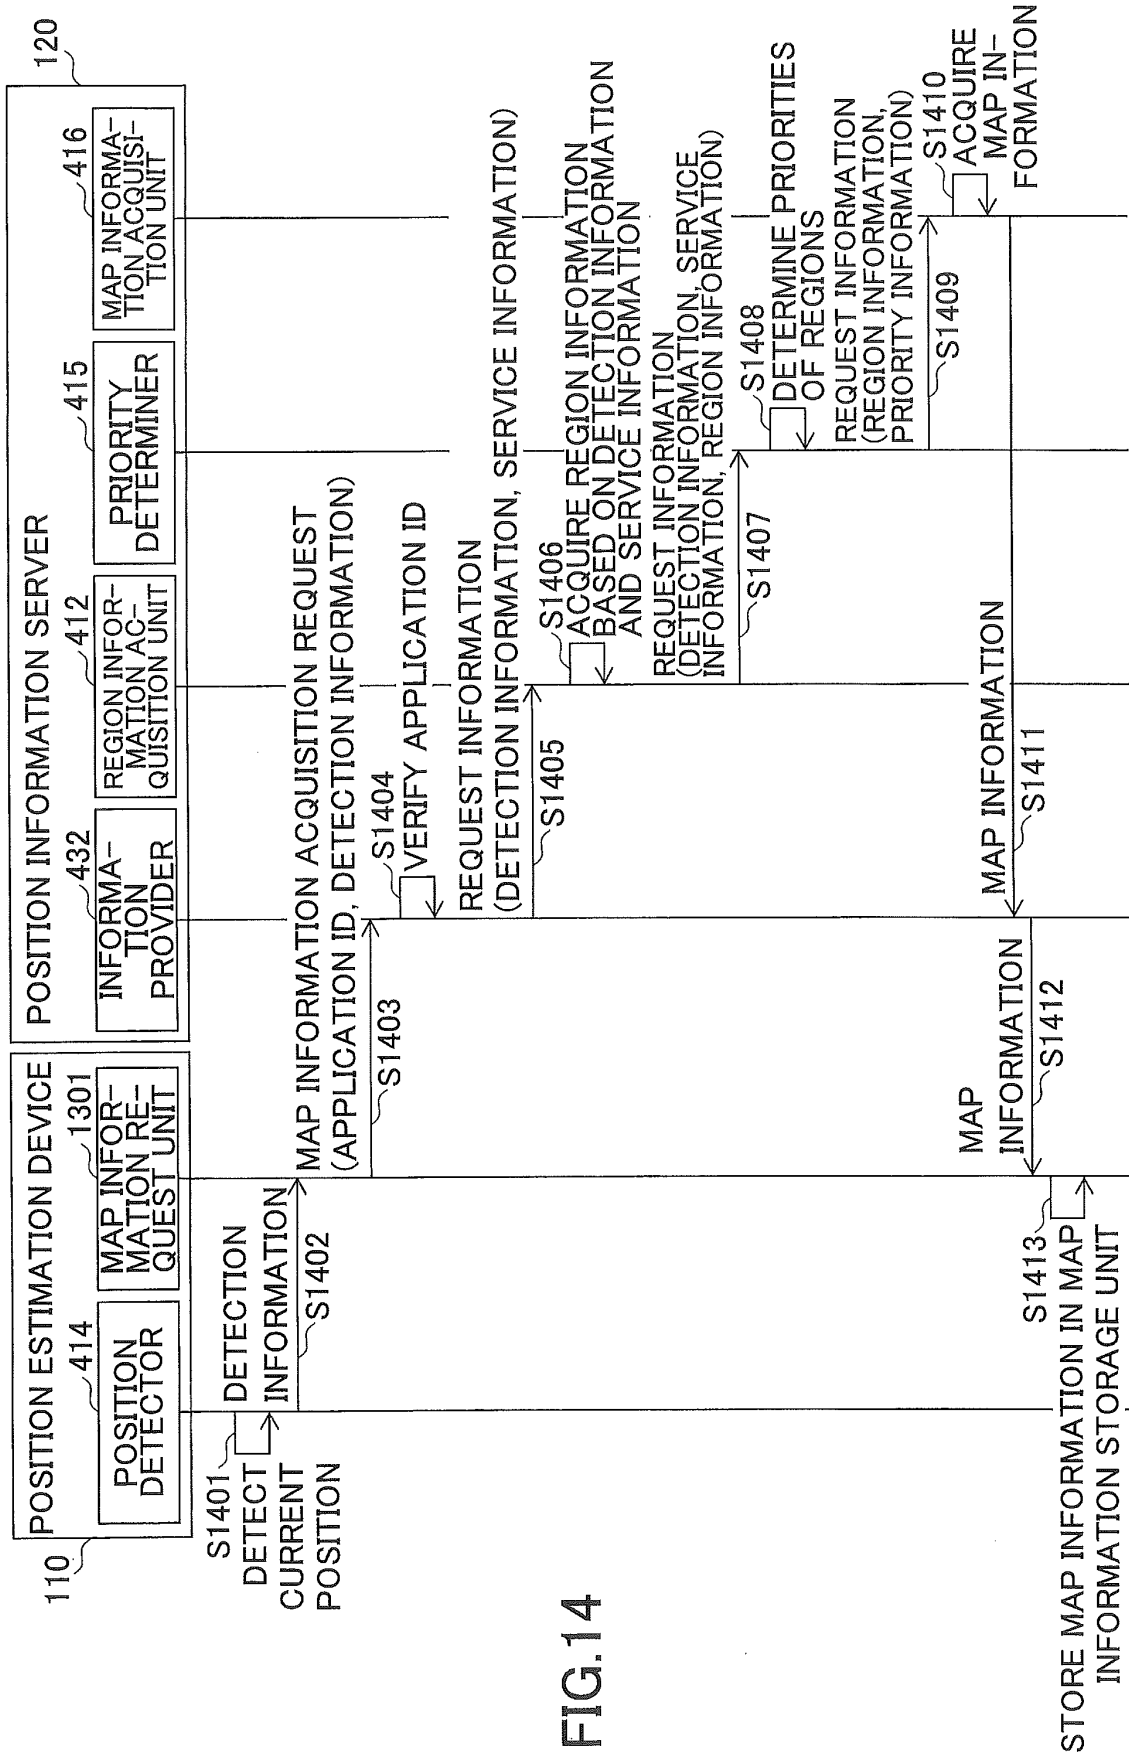 FIG.14
110
POSITION ESTIMATION DEVICE
414
POSITION
DETECTOR
1301
MAP INFOR-
MATION RE-
QUEST UNIT
120
POSITION INFORMATION SERVER
432
INFORMA-
TION
PROVIDER
412
REGION INFOR-
MATION AC-
QUISITION UNIT
415
PRIORITY
DETERMINER
416
MAP INFORMA-
TION ACQUISI-
TION UNIT
S1401
DETECT
CURRENT
POSITION
DETECTION
INFORMATION
S1402
MAP INFORMATION ACQUISITION REQUEST
(APPLICATION ID, DETECTION INFORMATION)
S1403
S1404
VERIFY APPLICATION ID
REQUEST INFORMATION
(DETECTION INFORMATION, SERVICE INFORMATION)
S1405
S1406
ACQUIRE REGION INFORMATION
BASED ON DETECTION INFORMATION
AND SERVICE INFORMATION
REQUEST INFORMATION
(DETECTION INFORMATION, SERVICE
INFORMATION, REGION INFORMATION)
S1407
S1408
DETERMINE PRIORITIES
OF REGIONS
REQUEST INFORMATION
(REGION INFORMATION,
PRIORITY INFORMATION)
S1409
S1410
ACQUIRE
MAP IN-
FORMATION
MAP INFORMATION
S1411
MAP
INFORMATION
S1412
S1413
STORE MAP INFORMATION IN MAP
INFORMATION STORAGE UNIT